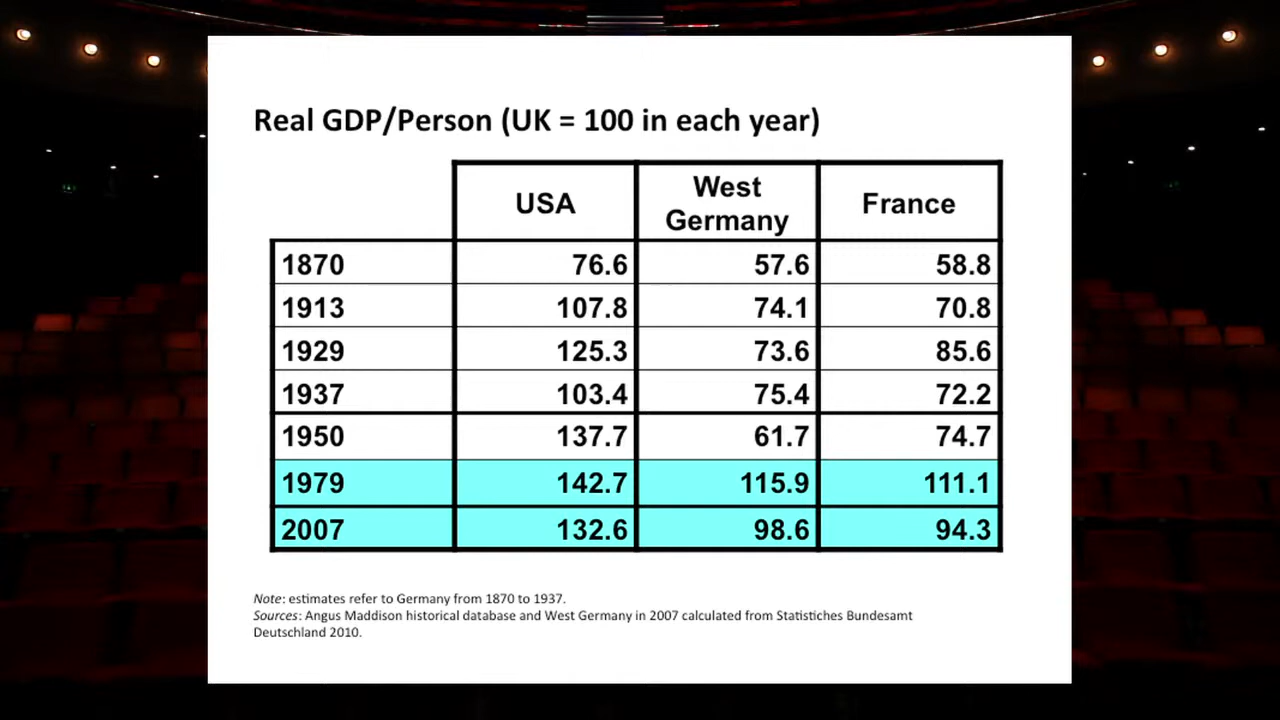 Real GDP/Person (UK = 100 in each year)
USA West Germany France
1870 76.6 57.6 58.8
1913 107.8 74.1 70.8
1929 125.3 73.6 85.6
1937 103.4 75.4 72.2
1950 137.7 61.7 74.7
1979 142.7 115.9 111.1
2007 132.6 98.6 94.3
Note: estimates refer to Germany from 1870 to 1937.
Sources: Angus Maddison historical database and West Germany in 2007 calculated from Statistiches Bundesamt
Deutschland 2010.